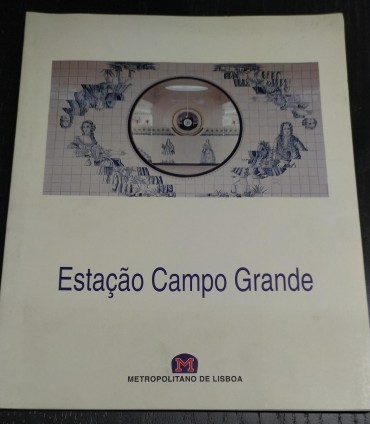 Estação Campo Grande
M
METROPOLITANO DE LISBOA